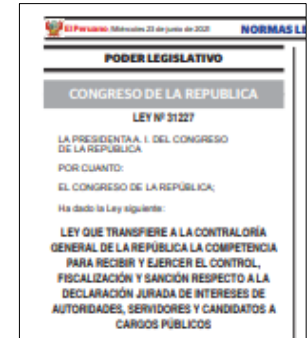 El Peruano Miércoles 23 de junio de 2021 NORMAS LE
PODER LEGISLATIVO
CONGRESO DE LA REPUBLICA
LEY Nº 31227
LA PRESIDENTA A. I. DEL CONGRESO
DE LA REPÚBLICA
POR CUANTO:
EL CONGRESO DE LA REPÚBLICA;
Ha dado la Ley siguiente:
LEY QUE TRANSFIERE A LA CONTRALORÍA
GENERAL DE LA REPÚBLICA LA COMPETENCIA
PARA RECIBIR Y EJERCER EL CONTROL,
FISCALIZACIÓN Y SANCIÓN RESPECTO A LA
DECLARACIÓN JURADA DE INTERESES DE
AUTORIDADES, SERVIDORES Y CANDIDATOS A
CARGOS PÚBLICOS